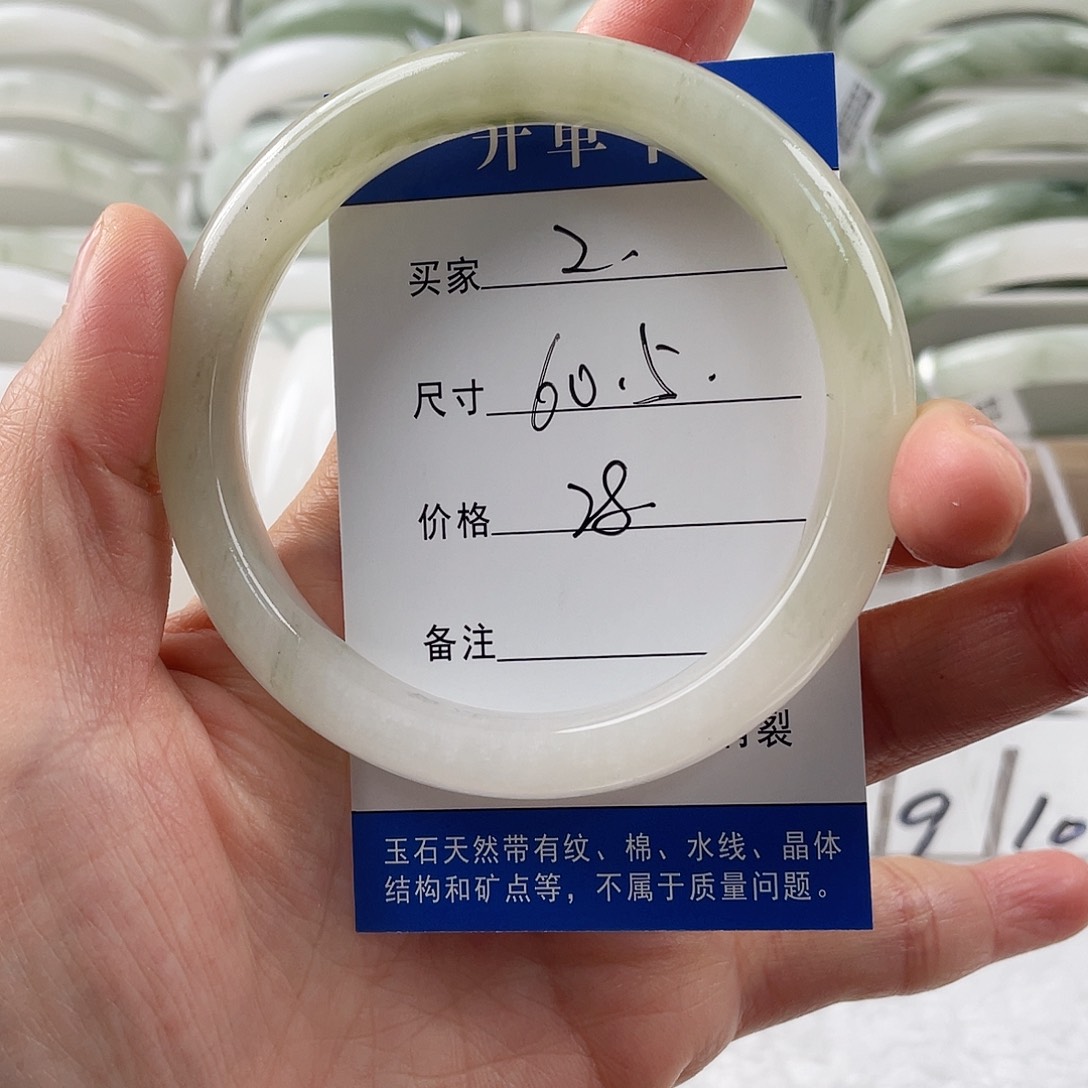 开单
买家 2.
尺寸 60.5.
价格 28
备注
裂
玉石天然带有纹、棉、水线、晶体
结构和矿点等，不属于质量问题。
9 10